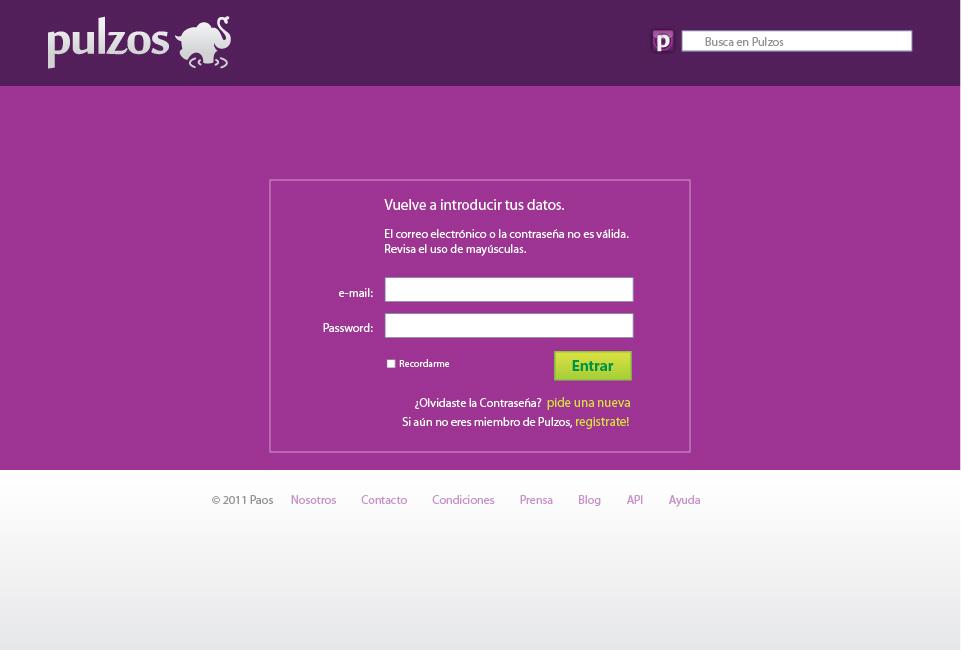 pulzos
p
Busca en Pulzos
Vuelve a introducir tus datos.
El correo electrónico o la contraseña no es válida.
Revisa el uso de mayúsculas.
e-mail:
Password:
Recordarme
Entrar
¿Olvidaste la Contraseña? pide una nueva
Si aún no eres miembro de Pulzos, registrate!
© 2011 Paos Nosotros Contacto Condiciones Prensa Blog API Ayuda